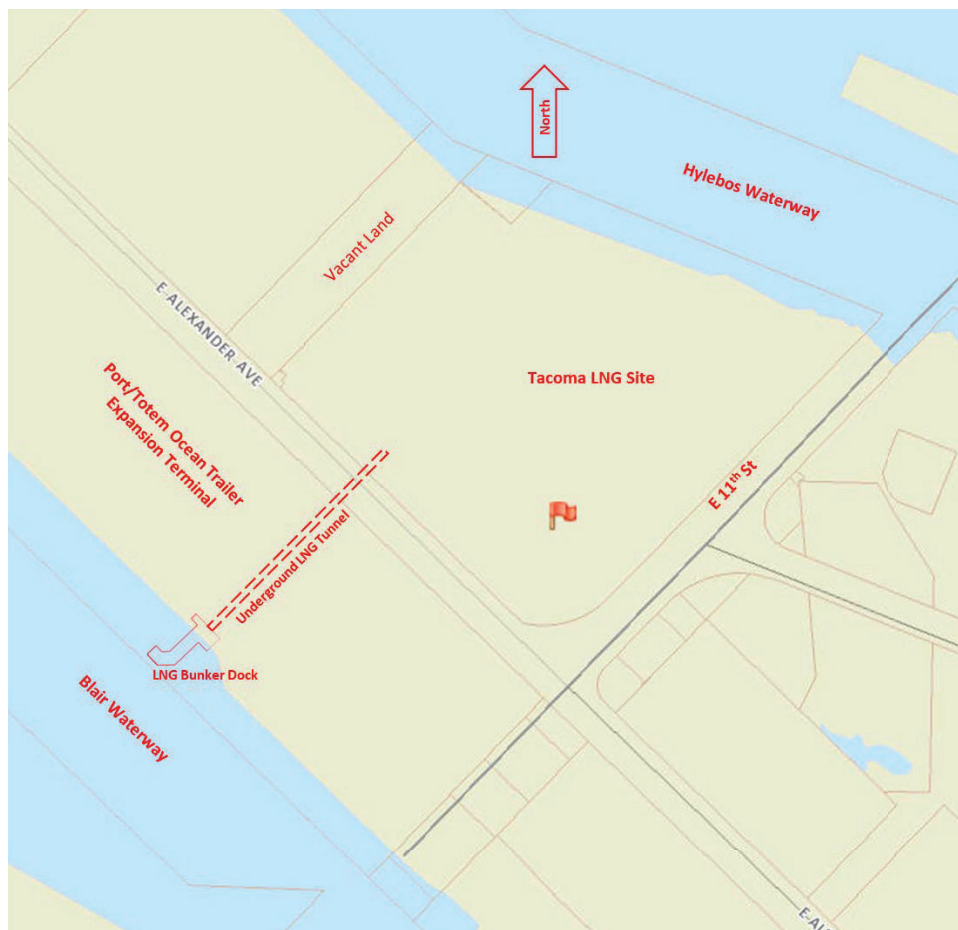 North
Hylebos Waterway
Vacant Land
E ALEXANDER AVE
Tacoma LNG Site
Port/Totem Ocean Trailer
Expansion Terminal
E 11th St
Underground LNG Tunnel
LNG Bunker Dock
Blair Waterway